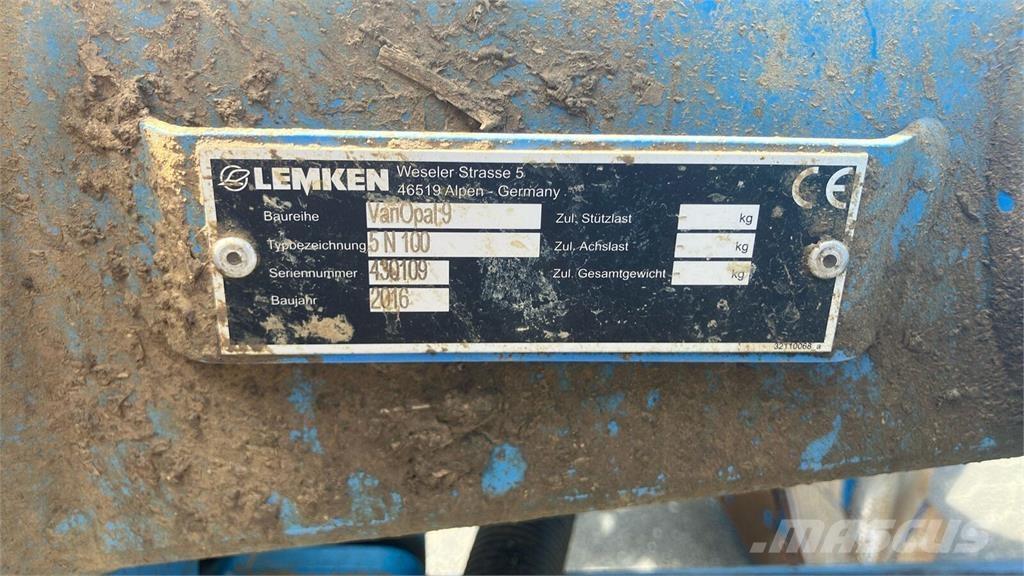 LEMKEN Weseler Strasse 5
46519 Alpen - Germany
Baureihe VariOpal 9
Typbezeichnung 5 N 100
Seriennummer 430109
Baujahr 2016
Zul. Stützlast - kg
Zul. Achslast - kg
Zul. Gesamtgewicht - kg
CE
32110068_a
MASCUS